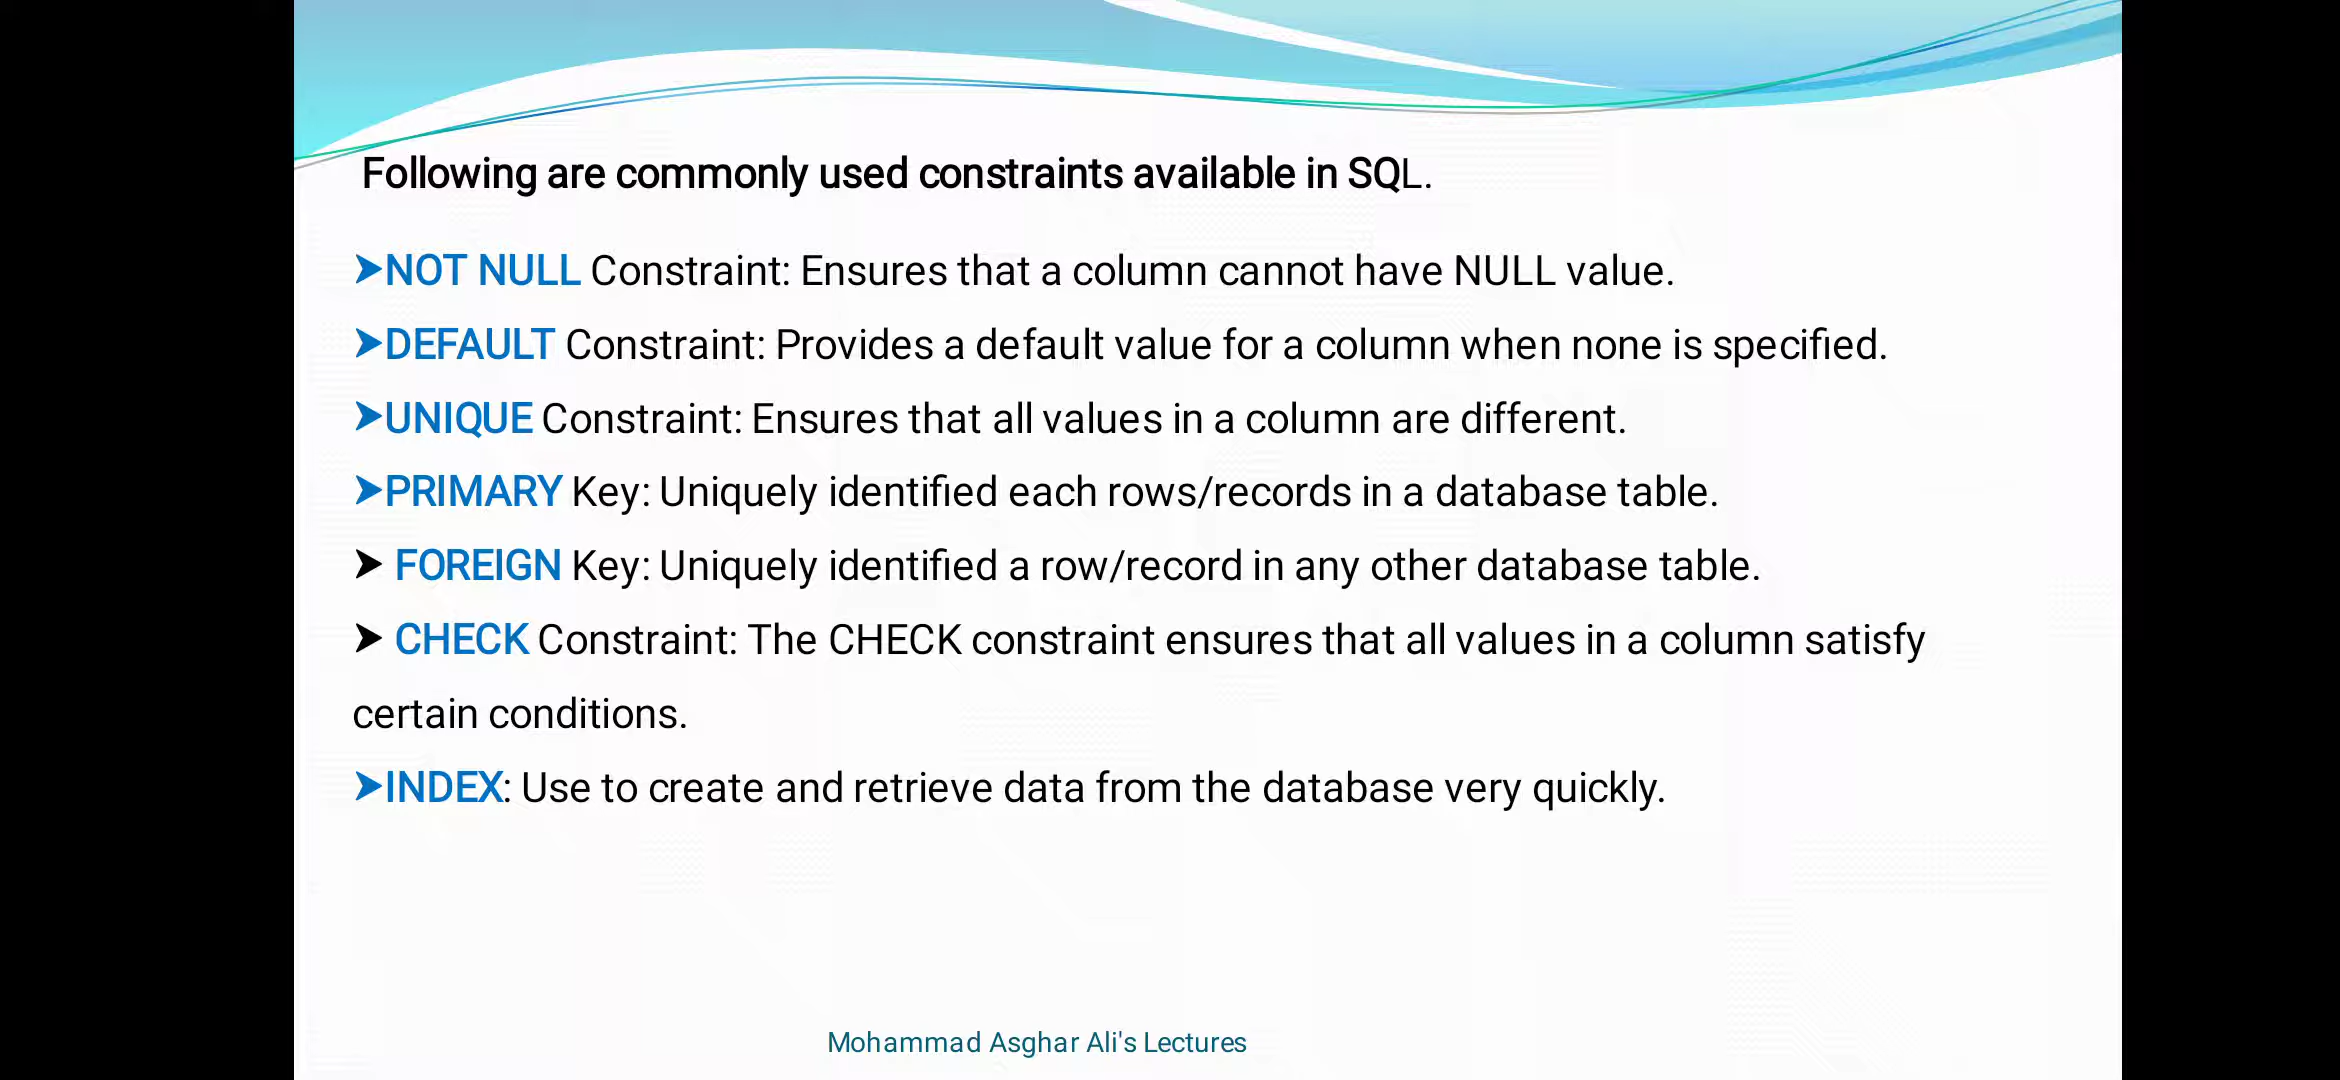 Following are commonly used constraints available in SQL.
➤NOT NULL Constraint: Ensures that a column cannot have NULL value.
➤DEFAULT Constraint: Provides a default value for a column when none is specified.
➤UNIQUE Constraint: Ensures that all values in a column are different.
➤PRIMARY Key: Uniquely identified each rows/records in a database table.
➤ FOREIGN Key: Uniquely identified a row/record in any other database table.
➤ CHECK Constraint: The CHECK constraint ensures that all values in a column satisfy
certain conditions.
➤INDEX: Use to create and retrieve data from the database very quickly.
Mohammad Asghar Ali's Lectures